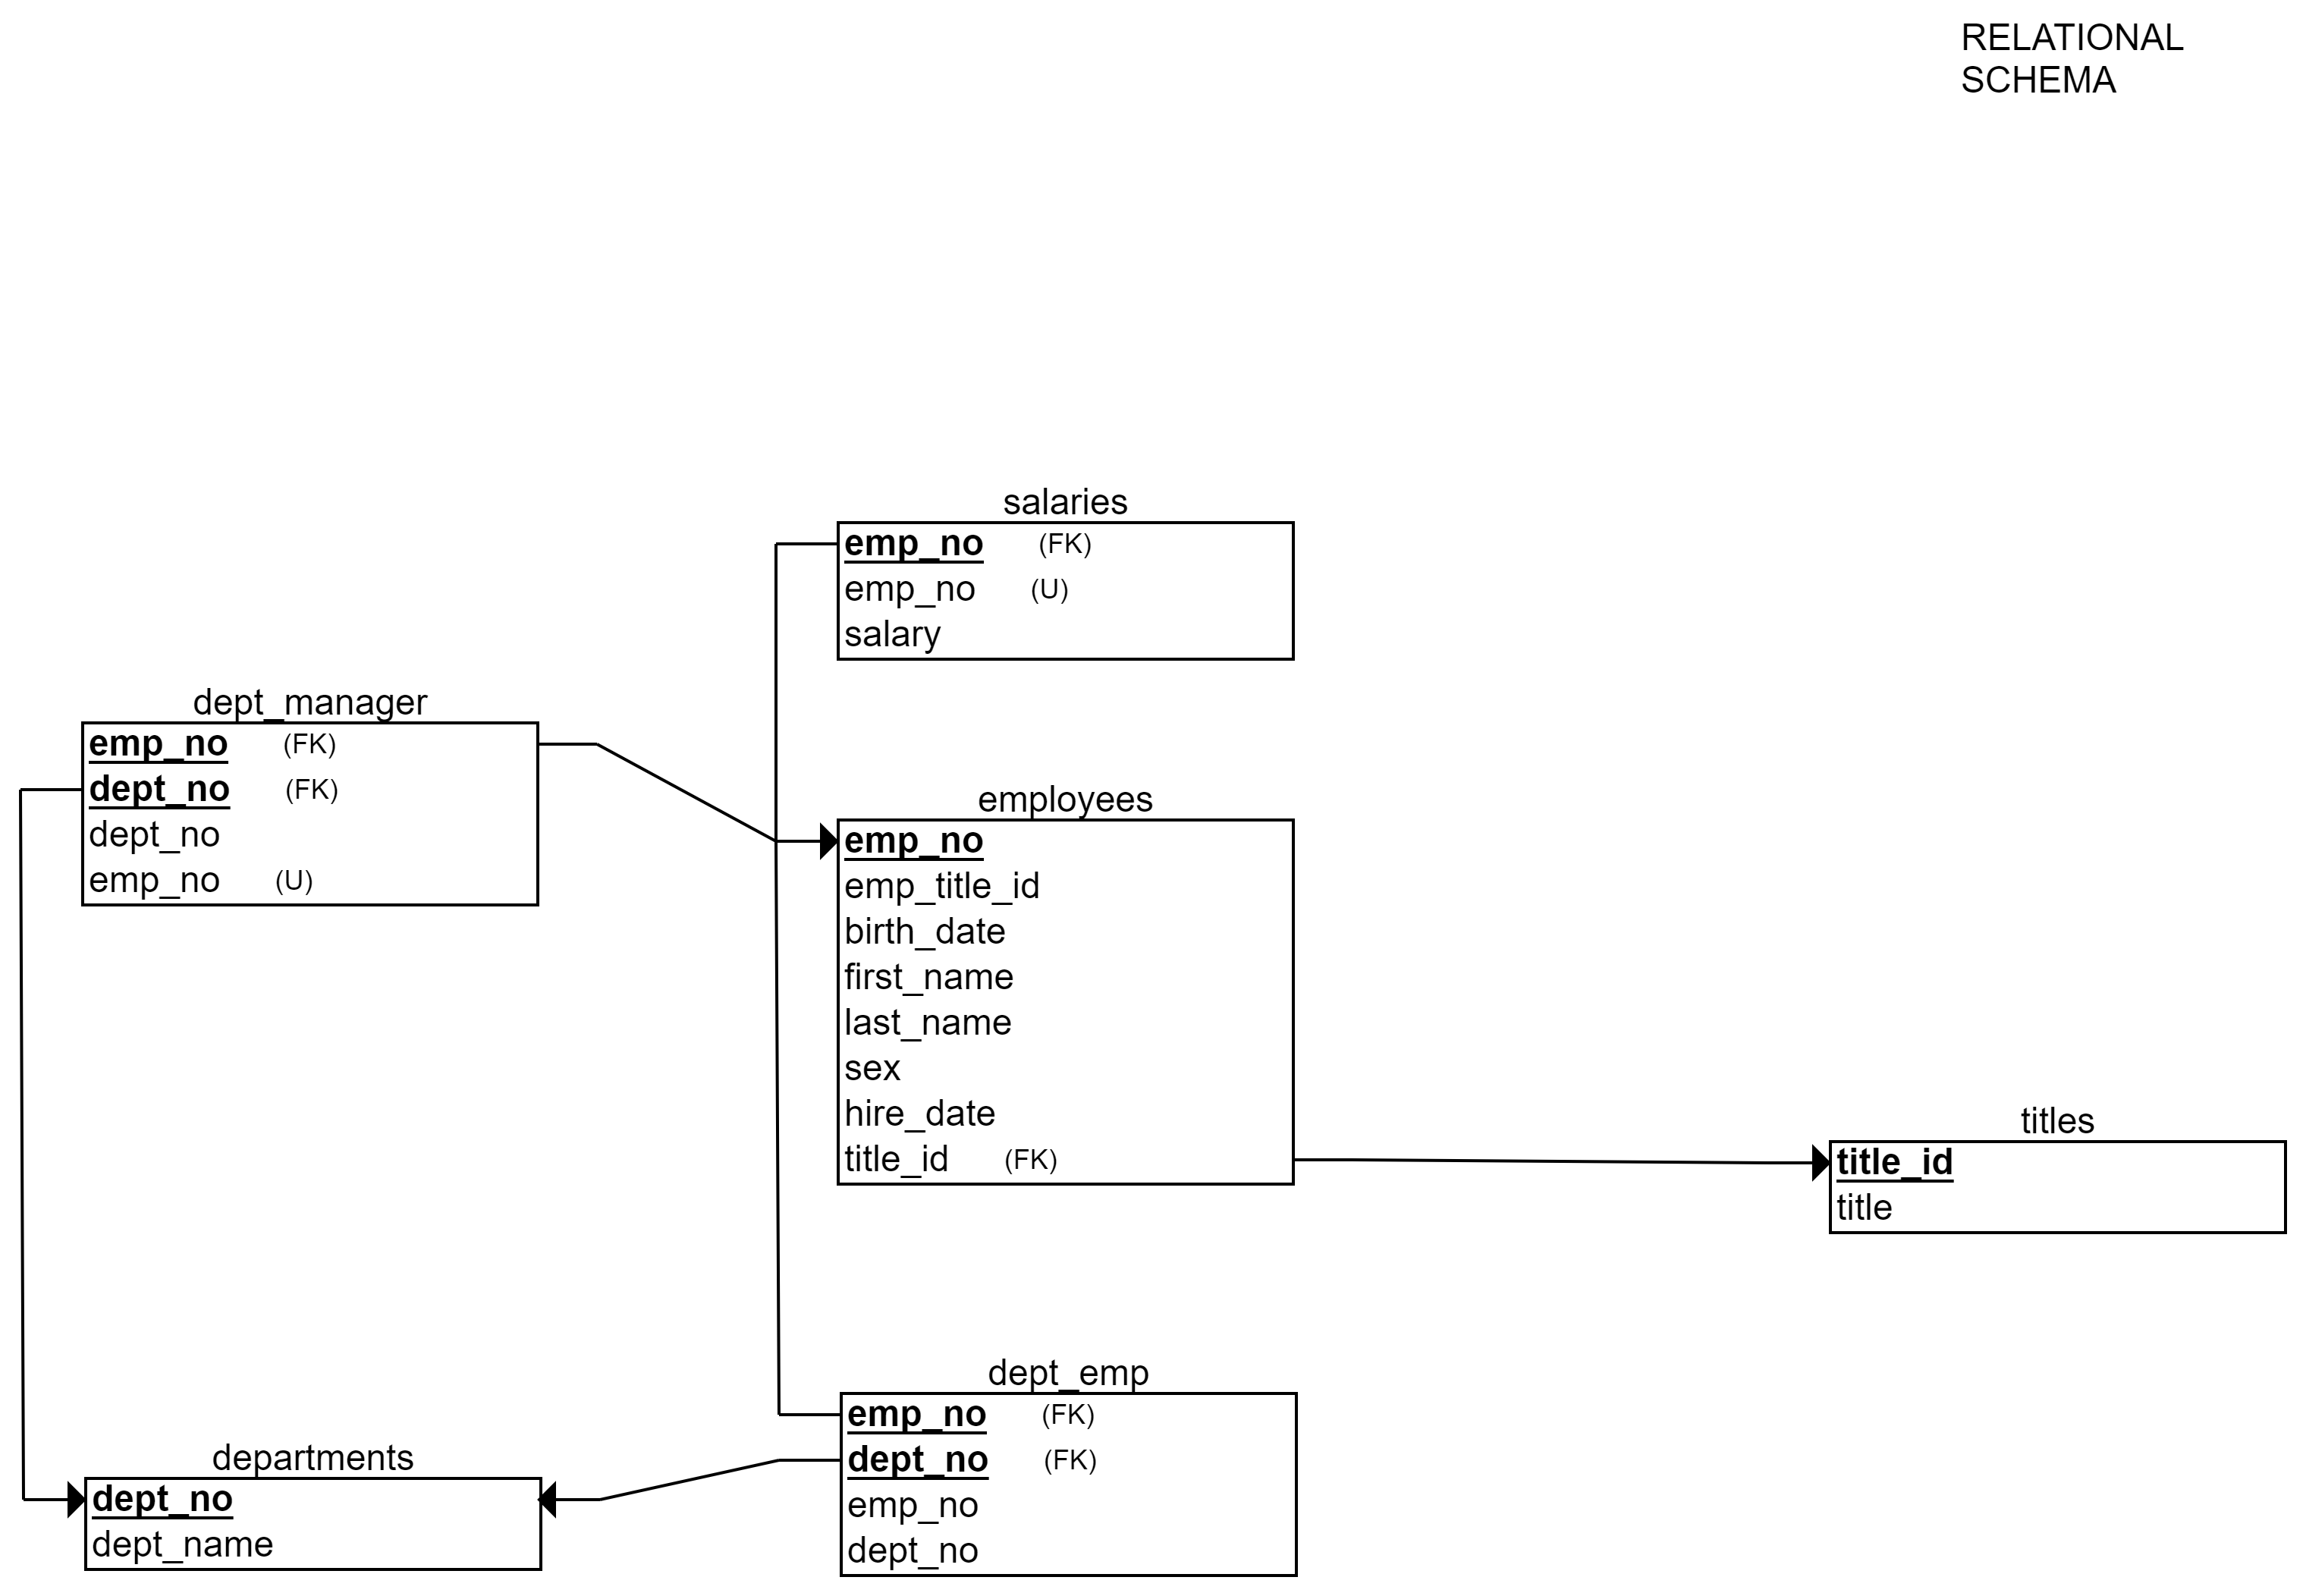 RELATIONAL
SCHEMA
salaries
emp_no (FK)
emp_no (U)
salary
dept_manager
emp_no (FK)
dept_no (FK)
dept_no
emp_no (U)
employees
emp_no
emp_title_id
birth_date
first_name
last_name
sex
hire_date
title_id (FK)
titles
title_id
title
dept_emp
emp_no (FK)
dept_no (FK)
emp_no
dept_no
departments
dept_no
dept_name